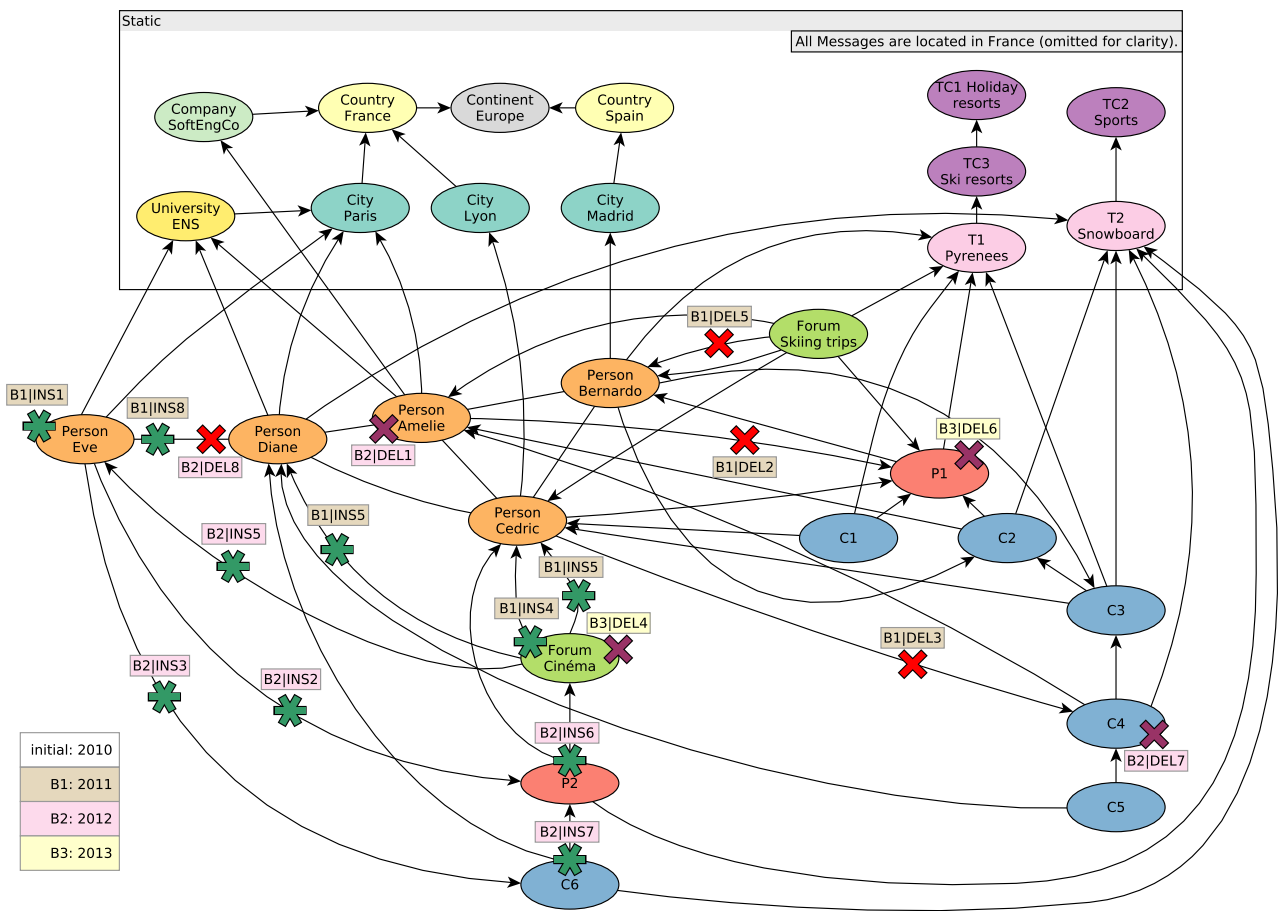 Static
All Messages are located in France (omitted for clarity).
Company
SoftEngCo
Country
France
Continent
Europe
Country
Spain
TC1 Holiday
resorts
TC2
Sports
TC3
Ski resorts
University
ENS
City
Paris
City
Lyon
City
Madrid
T1
Pyrenees
T2
Snowboard
B1|DEL5
Forum
Skiing trips
Person
Bernardo
B1|INS1
Person
Eve
B1|INS8
B2|DEL8
Person
Diane
Person
Amelie
B2|DEL1
B1|DEL2
B3|DEL6
P1
Person
Cedric
C1
C2
B2|INS5
B1|INS5
B1|INS5
B1|INS4
B3|DEL4
Forum
Cinéma
C3
B1|DEL3
B2|INS3
B2|INS2
C4
B2|DEL7
B2|INS6
P2
C5
B2|INS7
C6
initial: 2010
B1: 2011
B2: 2012
B3: 2013